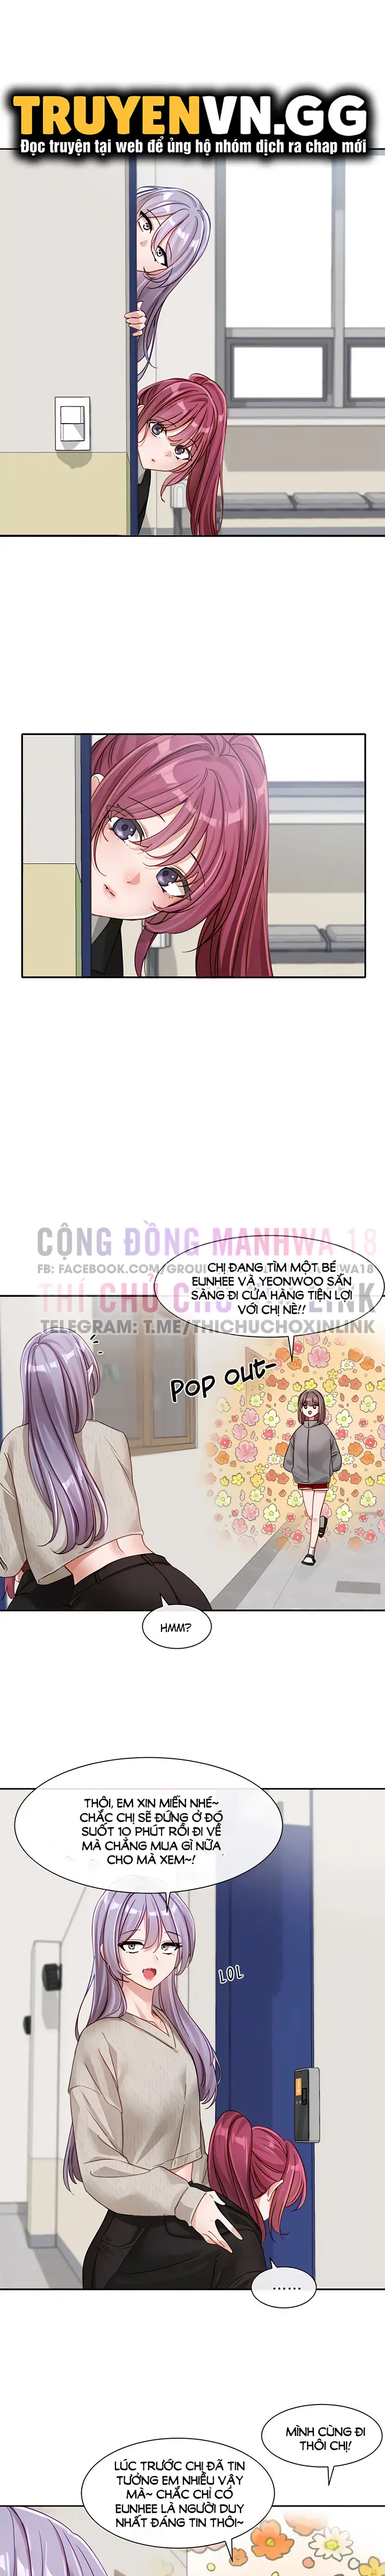 TRUYENVN.GG
Đọc truyện tại web để ủng hộ nhóm dịch ra chap mới
CỘNG ĐỒNG MANHWA 18
CHỊ ĐANG TÌM MỘT BÉ
EUNHEE VÀ YEONWOO SẴN
SÀNG ĐI CỬA HÀNG TIỆN LỢI
VỚI CHỊ NÈ!!
TELEGRAM: T.ME/THICHUCHOXINLINK
POP OUT-
HMM?
THÔI, EM XIN MIỄN NHÉ~
CHẮC CHỊ SẼ ĐỨNG Ở ĐÓ
SUỐT 10 PHÚT RỒI ĐI VỀ
MÀ CHẲNG MUA GÌ NỮA
CHO MÀ XEM~!
LOL
......
MÌNH CÙNG ĐI
THÔI CHỊ!
LÚC TRƯỚC CHỊ ĐÃ TIN
TƯỞNG EM NHIỀU VẬY
MÀ~ CHẮC CHỈ CÓ
EUNHEE LÀ NGƯỜI DUY
NHẤT ĐÁNG TIN THÔI~